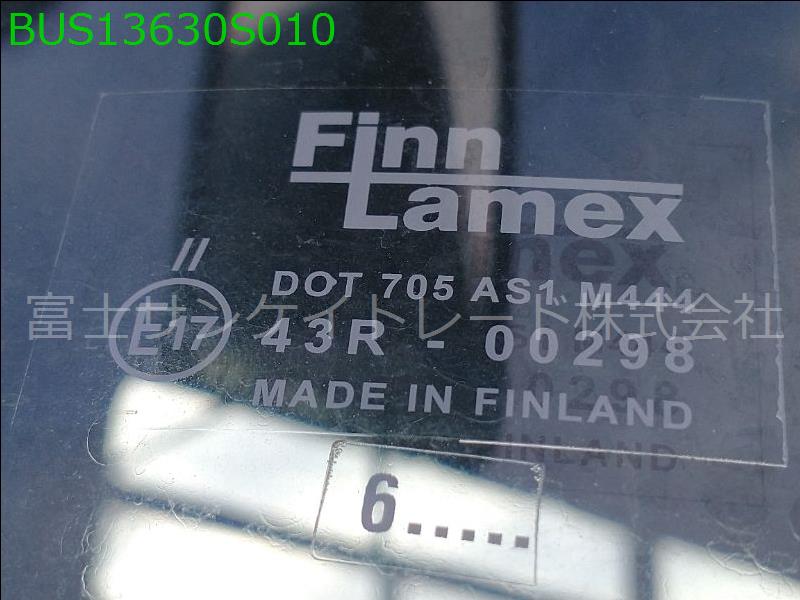 BUS13630S010
Finn
Lamex
//
DOT 705 AS1 M444
E17
43R - 00298
富士サンケイトレード株式会社
MADE IN FINLAND
6.....